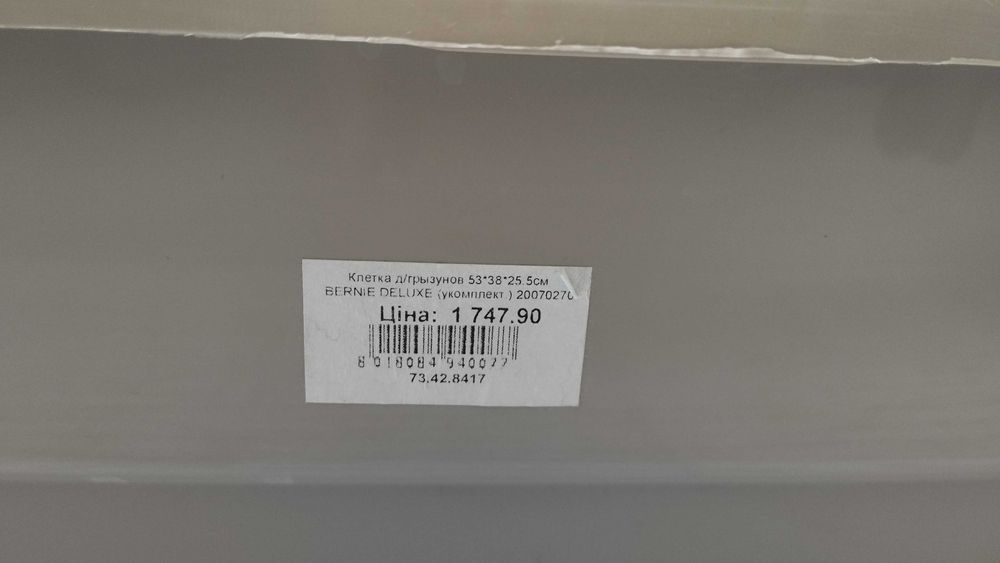 Клетка д/грызунов 53*38*25.5см
BERNIE DELUXE (укомплект.) 20070270
Ціна: 1 747.90
8 018084 940077
73.42.8417